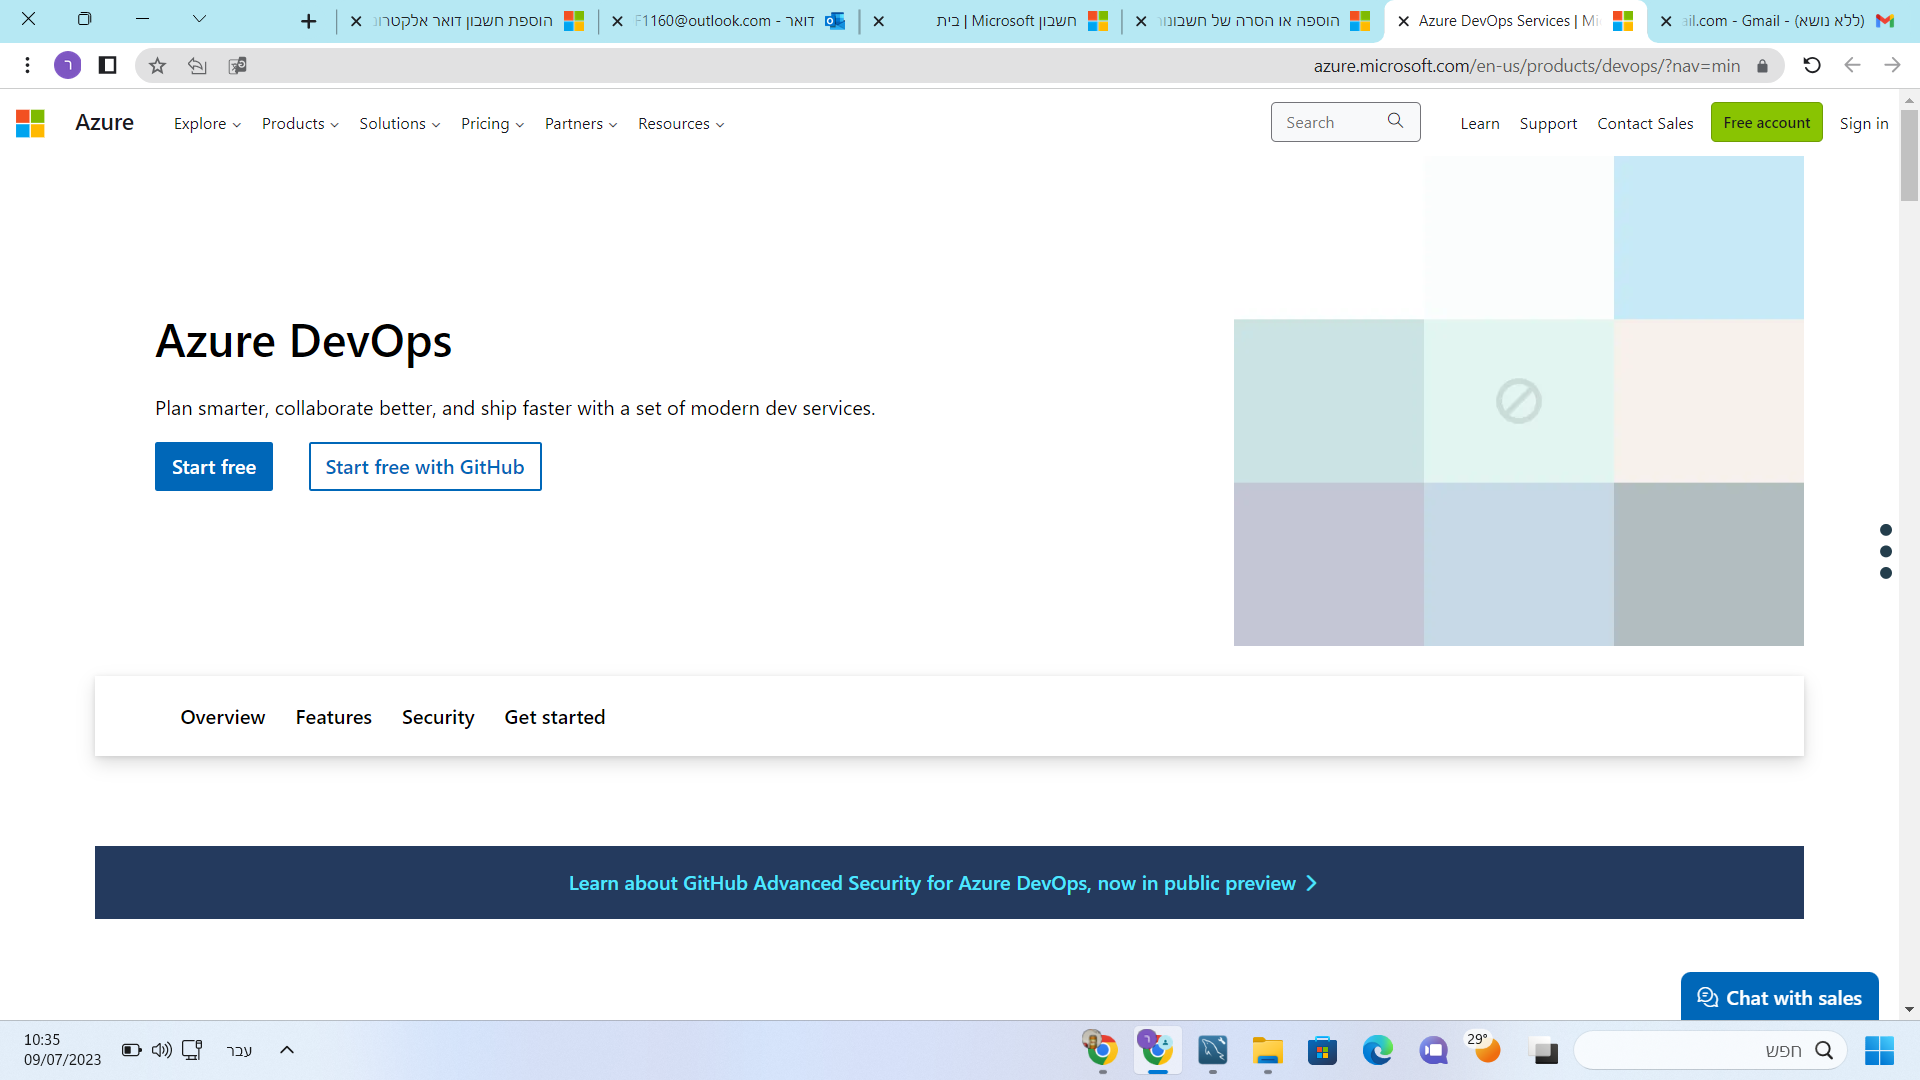 (ללא נושא) - ail.com - Gmail
Azure DevOps Services | Mi
הוספה או הסרה של חשבונור
חשבון Microsoft | בית
דואר - F1160@outlook.com
הוספת חשבון דואר אלקטרונ
azure.microsoft.com/en-us/products/devops/?nav=min
ר
Azure
Explore
Products
Solutions
Pricing
Partners
Resources
Search
Learn
Support
Contact Sales
Free account
Sign in
Azure DevOps
Plan smarter, collaborate better, and ship faster with a set of modern dev services.
Start free
Start free with GitHub
Overview
Features
Security
Get started
Learn about GitHub Advanced Security for Azure DevOps, now in public preview
Chat with sales
חפש
29°
ר
עבר
10:35
09/07/2023